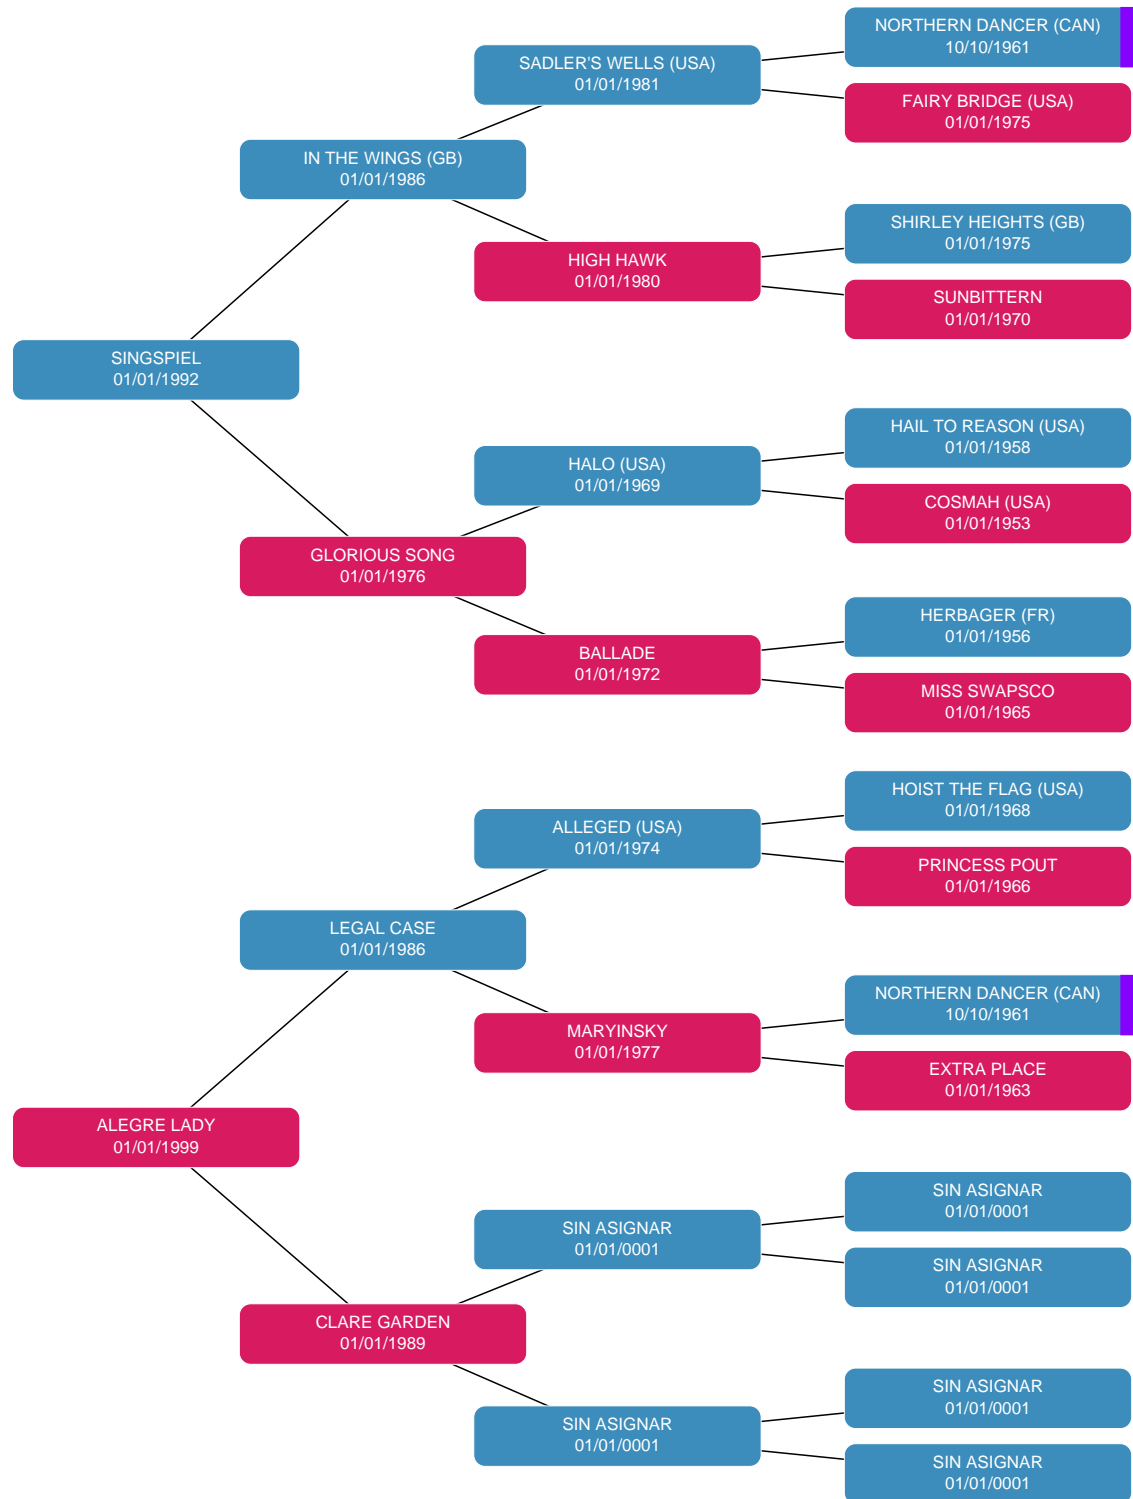 NORTHERN DANCER (CAN)
10/10/1961
SADLER'S WELLS (USA)
01/01/1981
FAIRY BRIDGE (USA)
01/01/1975
IN THE WINGS (GB)
01/01/1986
SHIRLEY HEIGHTS (GB)
01/01/1975
HIGH HAWK
01/01/1980
SUNBITTERN
01/01/1970
SINGSPIEL
01/01/1992
HAIL TO REASON (USA)
01/01/1958
HALO (USA)
01/01/1969
COSMAH (USA)
01/01/1953
GLORIOUS SONG
01/01/1976
HERBAGER (FR)
01/01/1956
BALLADE
01/01/1972
MISS SWAPSCO
01/01/1965
HOIST THE FLAG (USA)
01/01/1968
ALLEGED (USA)
01/01/1974
PRINCESS POUT
01/01/1966
LEGAL CASE
01/01/1986
NORTHERN DANCER (CAN)
10/10/1961
MARYINSKY
01/01/1977
EXTRA PLACE
01/01/1963
ALEGRE LADY
01/01/1999
SIN ASIGNAR
01/01/0001
SIN ASIGNAR
01/01/0001
SIN ASIGNAR
01/01/0001
CLARE GARDEN
01/01/1989
SIN ASIGNAR
01/01/0001
SIN ASIGNAR
01/01/0001
SIN ASIGNAR
01/01/0001